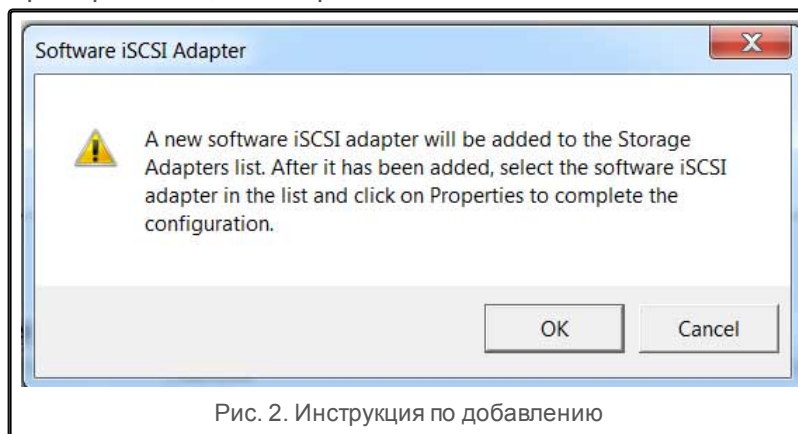 Software iSCSI Adapter
A new software iSCSI adapter will be added to the Storage
Adapters list. After it has been added, select the software iSCSI
adapter in the list and click on Properties to complete the
configuration.
OK
Cancel
Рис. 2. Инструкция по добавлению